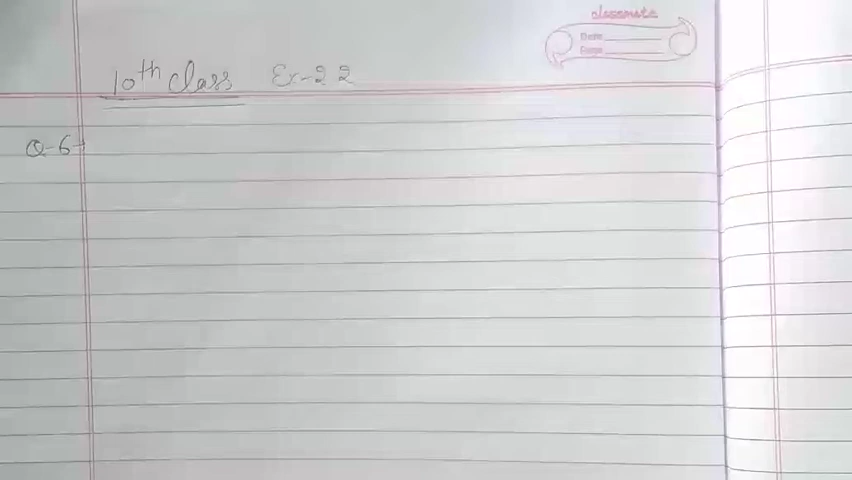 classmate
Date
Page
10th class Ex-2 2
Q-6→